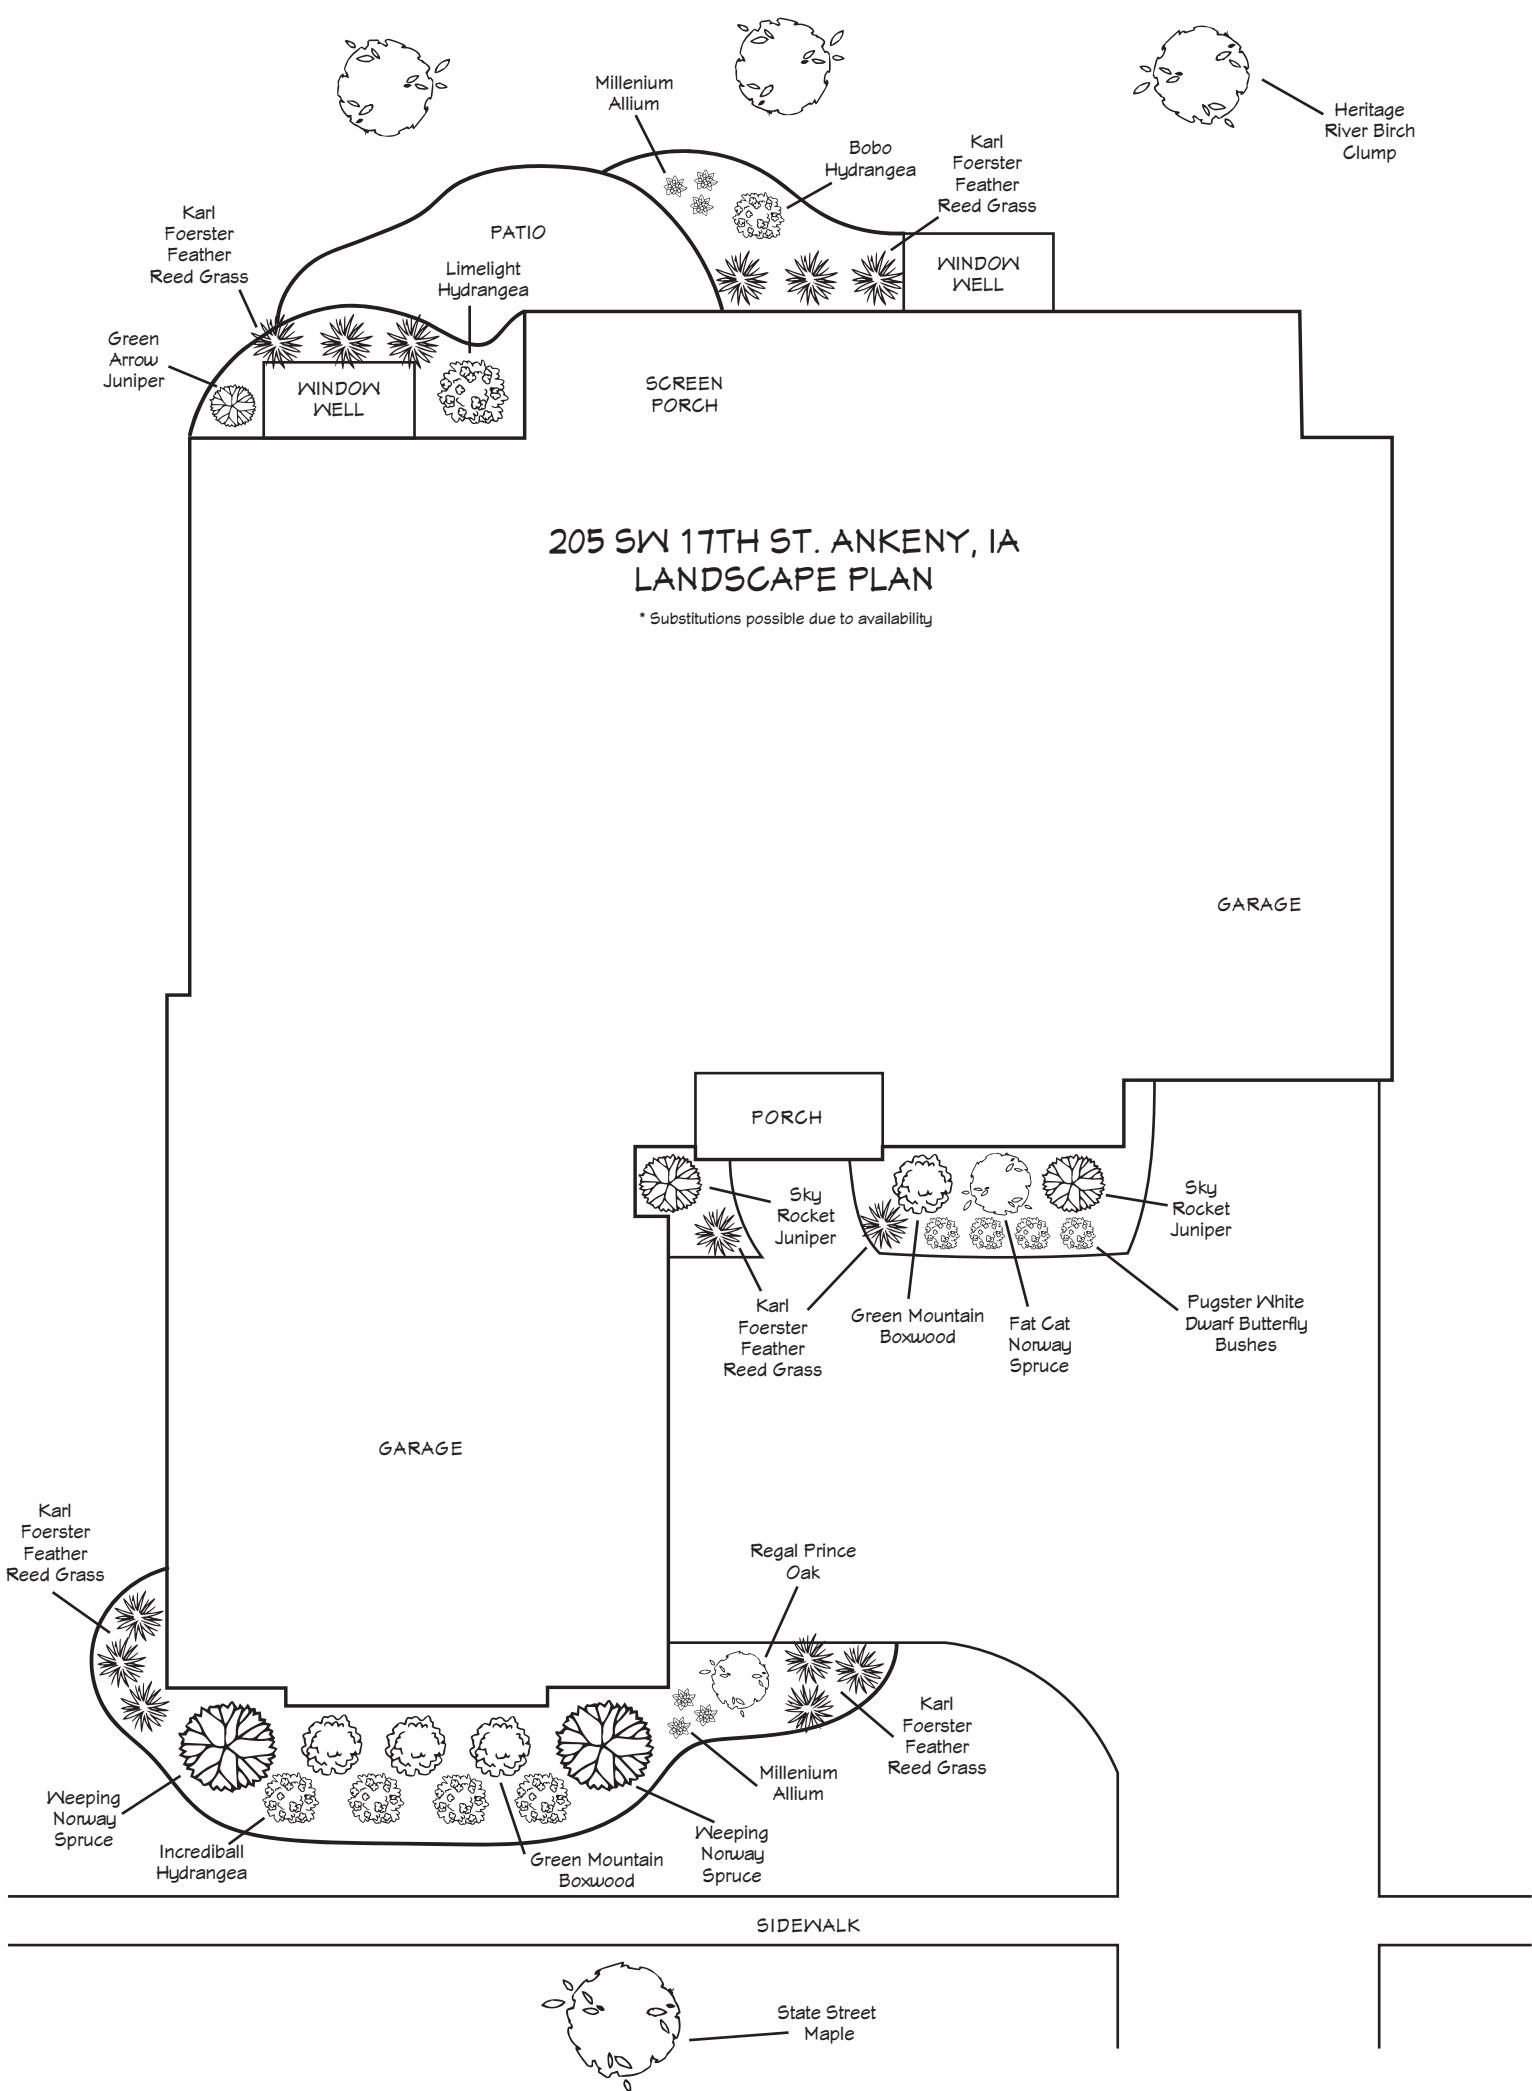 Millenium
Allium
Heritage
River Birch
Clump
Bobo
Hydrangea
Karl
Foerster
Feather
Reed Grass
Karl
Foerster
Feather
Reed Grass
PATIO
Limelight
Hydrangea
WINDOW
WELL
Green
Arrow
Juniper
WINDOW
WELL
SCREEN
PORCH
205 SW 17TH ST. ANKENY, IA
LANDSCAPE PLAN
* Substitutions possible due to availability
GARAGE
PORCH
Sky
Rocket
Juniper
Sky
Rocket
Juniper
Karl
Foerster
Feather
Reed Grass
Green Mountain
Boxwood
Fat Cat
Norway
Spruce
Pugster White
Dwarf Butterfly
Bushes
GARAGE
Karl
Foerster
Feather
Reed Grass
Regal Prince
Oak
Karl
Foerster
Feather
Reed Grass
Millenium
Allium
Weeping
Norway
Spruce
Incrediball
Hydrangea
Green Mountain
Boxwood
Weeping
Norway
Spruce
SIDEWALK
State Street
Maple